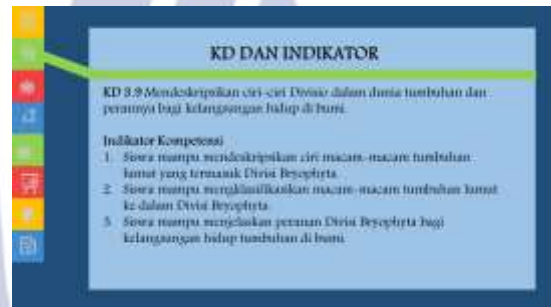 KD DAN INDIKATOR
KD 3.9 Mendeskripsikan ciri-ciri Divisio dalam dunia tumbuhan dan
perannya bagi kelangsungan hidup di bumi.
Indikator Kompetensi
1. Siswa mampu mendeskripsikan ciri macam-macam tumbuhan
lumut yang termasuk Divisi Bryophyta.
2. Siswa mampu mengklasifikasikan macam-macam tumbuhan lumut
ke dalam Divisi Bryophyta.
3. Siswa mampu menjelaskan peranan Divisi Bryophyta bagi
kelangsungan hidup tumbuhan di bumi.